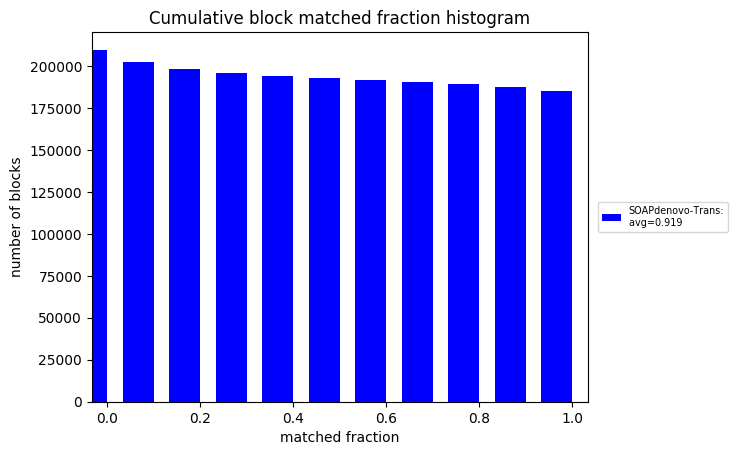 Cumulative block matched fraction histogram
number of blocks
200000
175000
150000
125000
100000
75000
50000
25000
0
0.0 0.2 0.4 0.6 0.8 1.0
matched fraction
SOAPdenovo-Trans:
avg=0.919